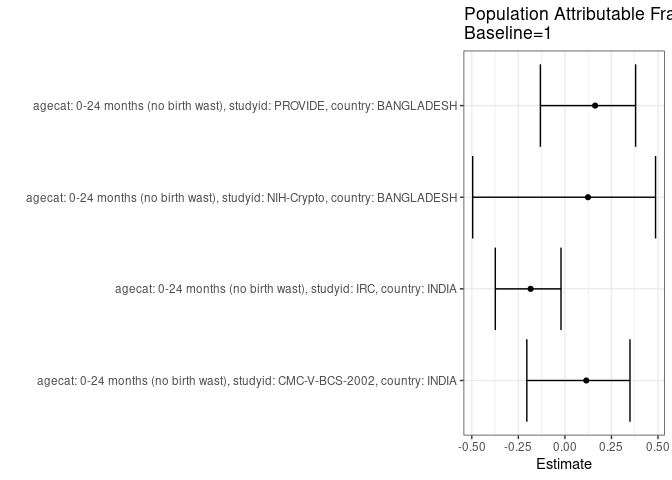 Population Attributable Fra
Baseline=1
agecat: 0-24 months (no birth wast), studyid: PROVIDE, country: BANGLADESH
agecat: 0-24 months (no birth wast), studyid: NIH-Crypto, country: BANGLADESH
agecat: 0-24 months (no birth wast), studyid: IRC, country: INDIA
agecat: 0-24 months (no birth wast), studyid: CMC-V-BCS-2002, country: INDIA
-0.50 -0.25 0.00 0.25 0.50
Estimate